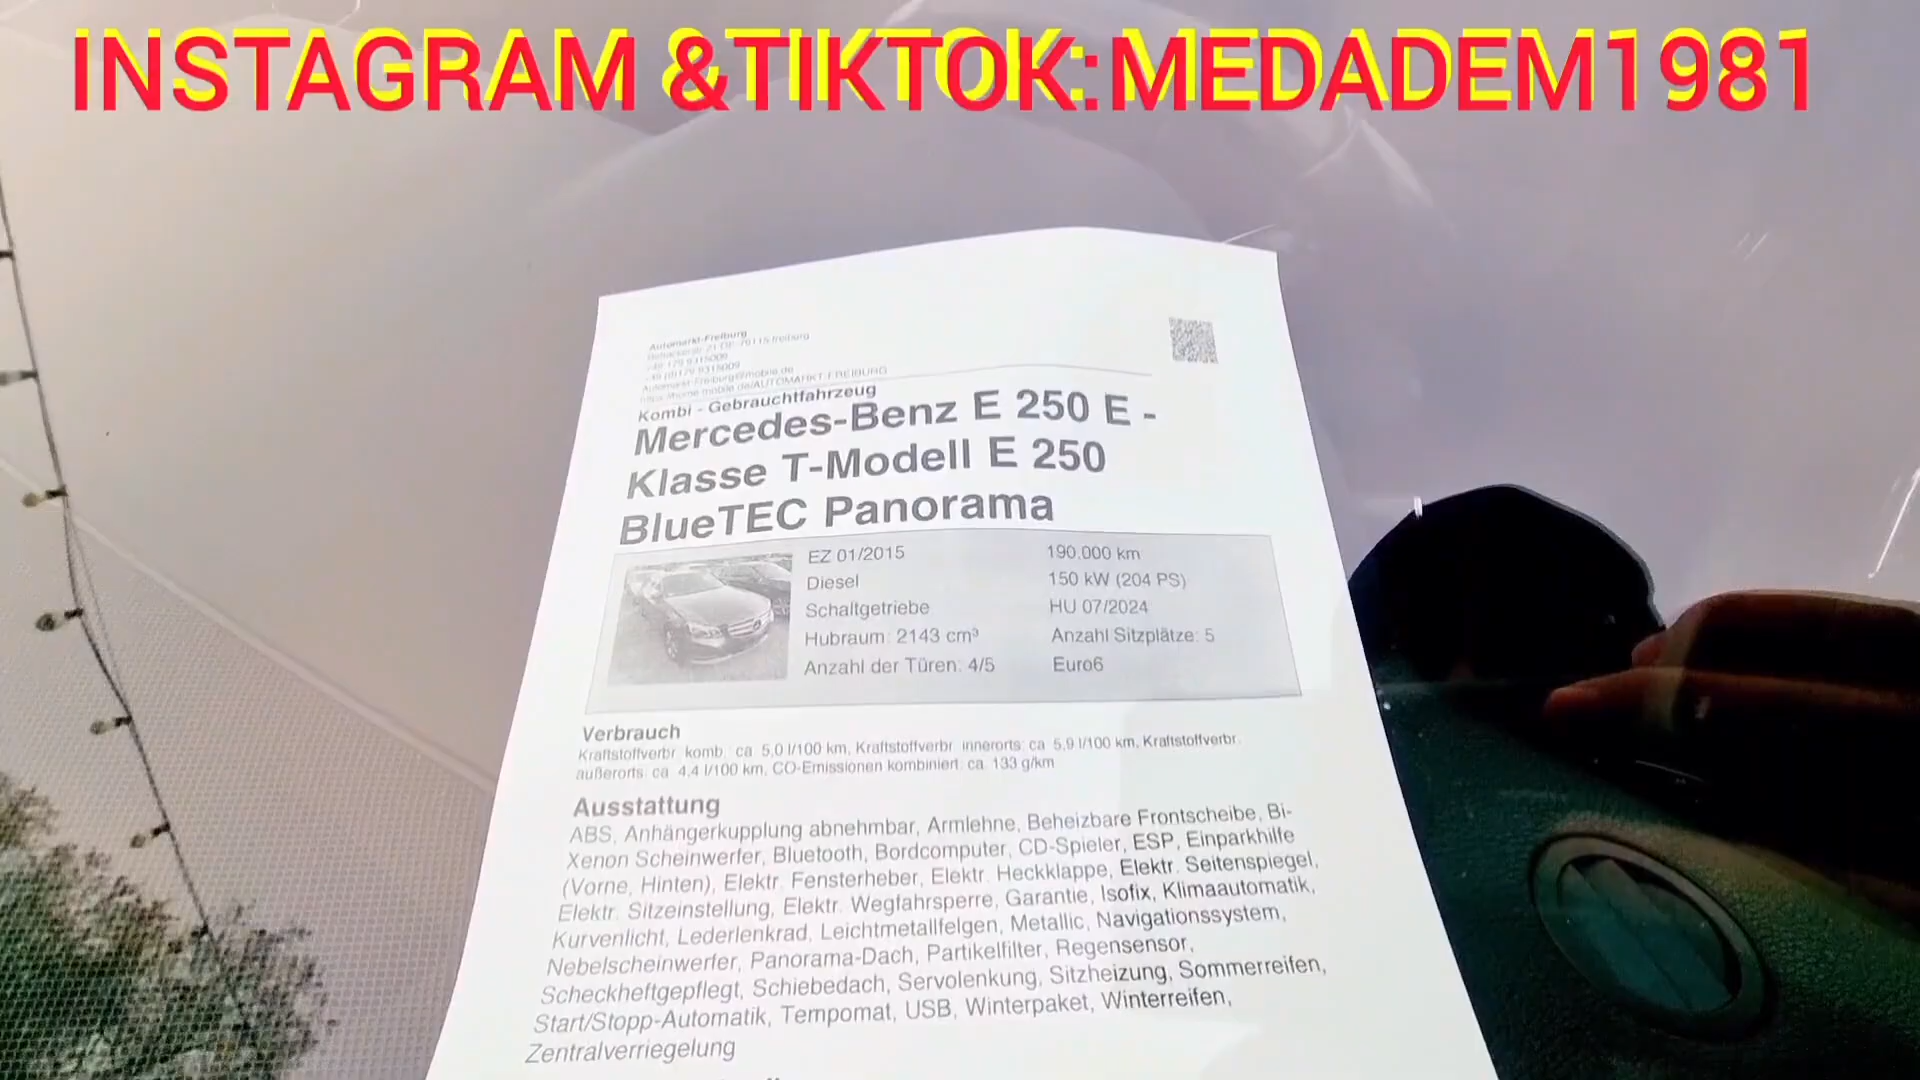 INSTAGRAM &TIKTOK:MEDADEM1981
Automarkt-Freiburg
Automarkt-Freiburg@mobile.de
Kombi - Gebrauchtfahrzeug
Mercedes-Benz E 250 E -
Klasse T-Modell E 250
BlueTEC Panorama
EZ 01/2015 190.000 km
Diesel 150 kW (204 PS)
Schaltgetriebe HU 07/2024
Hubraum: 2143 cm³ Anzahl Sitzplätze: 5
Anzahl der Türen: 4/5 Euro6
Verbrauch
Kraftstoffverbr. komb. ca. 5,0 l/100 km, Kraftstoffverbr. innerorts: ca. 5,9 l/100 km, Kraftstoffverbr.
außerorts: ca. 4,4 l/100 km, CO-Emissionen kombiniert: ca. 133 g/km
Ausstattung
ABS, Anhängerkupplung abnehmbar, Armlehne, Beheizbare Frontscheibe, Bi-
Xenon Scheinwerfer, Bluetooth, Bordcomputer, CD-Spieler, ESP, Einparkhilfe
(Vorne, Hinten), Elektr. Fensterheber, Elektr. Heckklappe, Elektr. Seitenspiegel,
Elektr. Sitzeinstellung, Elektr. Wegfahrsperre, Garantie, Isofix, Klimaautomatik,
Kurvenlicht, Lederlenkrad, Leichtmetallfelgen, Metallic, Navigationssystem,
Nebelscheinwerfer, Panorama-Dach, Partikelfilter, Regensensor,
Scheckheftgepflegt, Schiebedach, Servolenkung, Sitzheizung, Sommerreifen,
Start/Stopp-Automatik, Tempomat, USB, Winterpaket, Winterreifen,
Zentralverriegelung